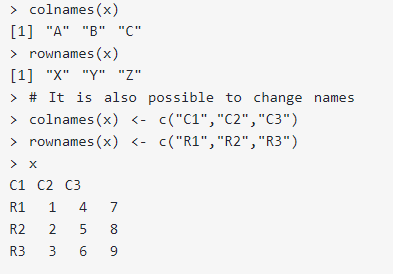 > colnames(x)
[1] "A" "B" "C"
> rownames(x)
[1] "X" "Y" "Z"
> # It is also possible to change names
> colnames(x) <- c("C1","C2","C3")
> rownames(x) <- c("R1","R2","R3")
> x
C1 C2 C3
R1 1 4 7
R2 2 5 8
R3 3 6 9